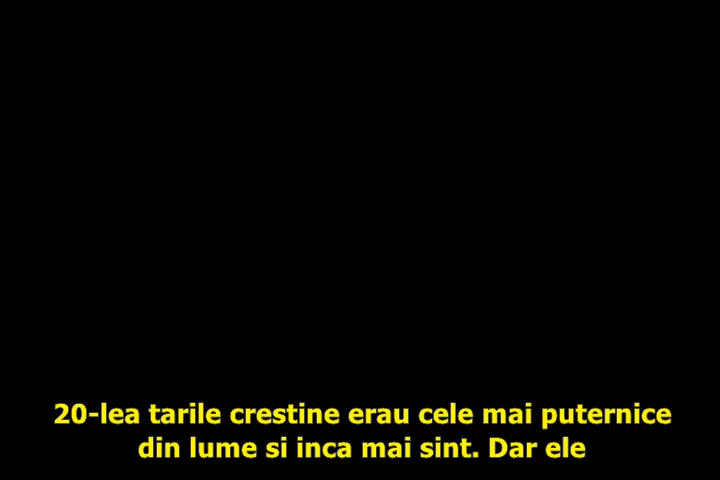 20-lea tarile crestine erau cele mai puternice
din lume si inca mai sint. Dar ele